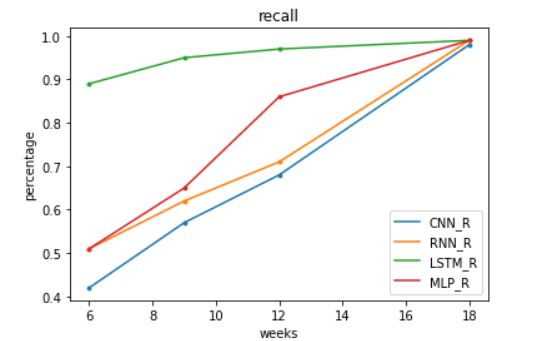 recall
1.0
0.9
0.8
0.7
0.6
0.5
0.4
percentage
6 8 10 12 14 16 18
weeks
CNN_R
RNN_R
LSTM_R
MLP_R